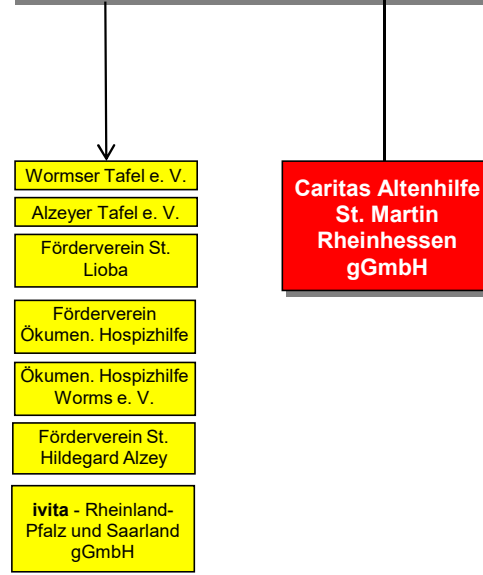 Wormser Tafel e. V.
Alzeyer Tafel e. V.
Förderverein St.
Lioba
Förderverein
Ökumen. Hospizhilfe
Ökumen. Hospizhilfe
Worms e. V.
Förderverein St.
Hildegard Alzey
ivita - Rheinland-
Pfalz und Saarland
gGmbH
Caritas Altenhilfe
St. Martin
Rheinhessen
gGmbH